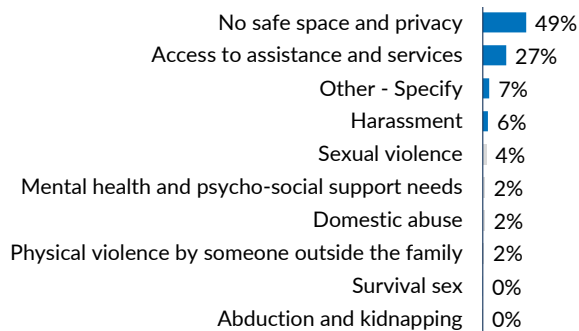 No safe space and privacy 49%
Access to assistance and services 27%
Other - Specify 7%
Harassment 6%
Sexual violence 4%
Mental health and psycho-social support needs 2%
Domestic abuse 2%
Physical violence by someone outside the family 2%
Survival sex 0%
Abduction and kidnapping 0%